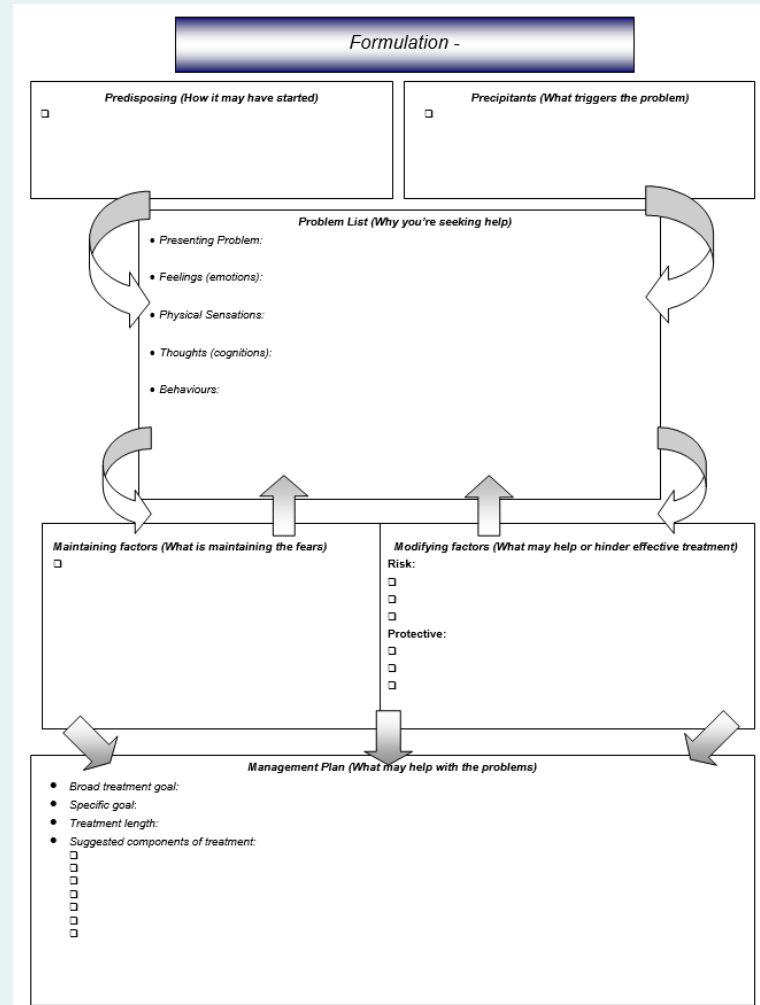 Formulation -
Predisposing (How it may have started)
❑
Precipitants (What triggers the problem)
❑
Problem List (Why you're seeking help)
• Presenting Problem:
• Feelings (emotions):
• Physical Sensations:
• Thoughts (cognitions):
• Behaviours:
Maintaining factors (What is maintaining the fears)
❑
Modifying factors (What may help or hinder effective treatment)
Risk:
❑
❑
❑
Protective:
❑
❑
❑
Management Plan (What may help with the problems)
• Broad treatment goal:
• Specific goal:
• Treatment length:
• Suggested components of treatment:
❑
❑
❑
❑
❑
❑
❑